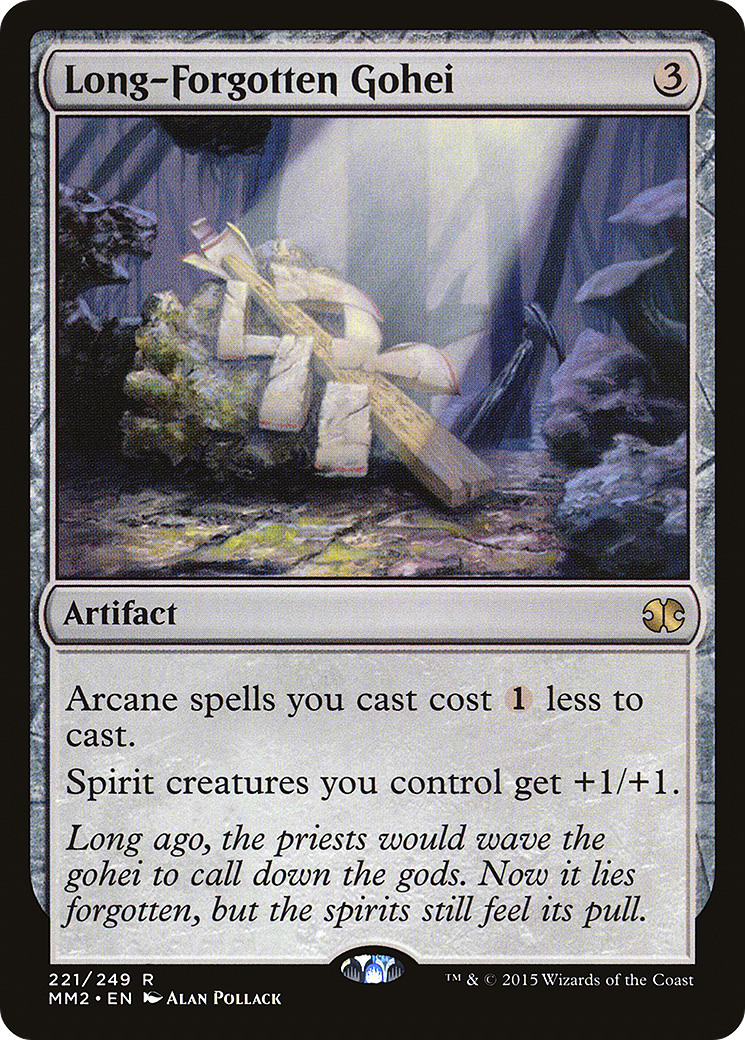 Long-Forgotten Gohei 3
Artifact
Arcane spells you cast cost 1 less to
cast.
Spirit creatures you control get +1/+1.
Long ago, the priests would wave the
gohei to call down the gods. Now it lies
forgotten, but the spirits still feel its pull.
221/249 R
™ & © 2015 Wizards of the Coast
MM2 • EN Alan Pollack